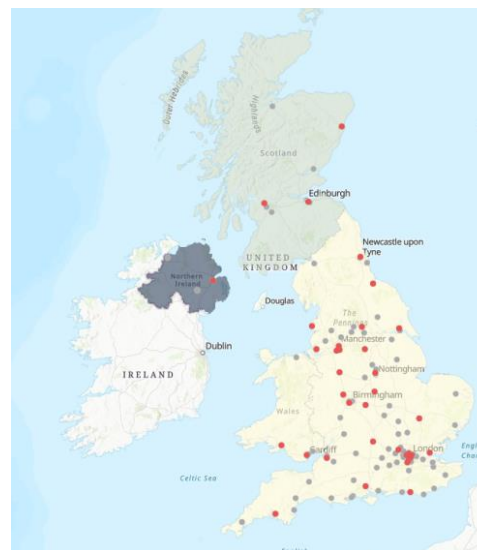 Outer Hebrides
Highlands
Scotland
Edinburgh
Newcastle upon
Tyne
UNITED
KINGDOM
Northern
Ireland
Douglas
The
Pennines
Manchester
Dublin
IRELAND
Nottingham
Birmingham
Wales
Cardiff
London
Celtic Sea